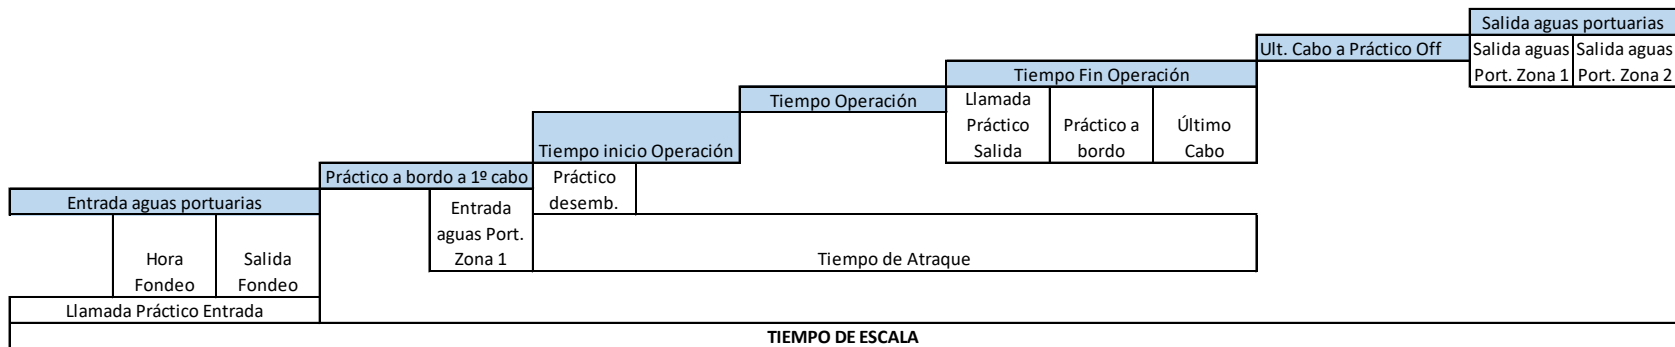 Salida aguas portuarias
Ult. Cabo a Práctico Off
Salida aguas
Port. Zona 1
Salida aguas
Port. Zona 2
Tiempo Fin Operación
Tiempo Operación
Llamada
Práctico
Salida
Práctico a
bordo
Último
Cabo
Tiempo inicio Operación
Práctico a bordo a 1º cabo
Práctico
desemb.
Entrada aguas portuarias
Entrada
aguas Port.
Zona 1
Hora
Fondeo
Salida
Fondeo
Tiempo de Atraque
Llamada Práctico Entrada
TIEMPO DE ESCALA